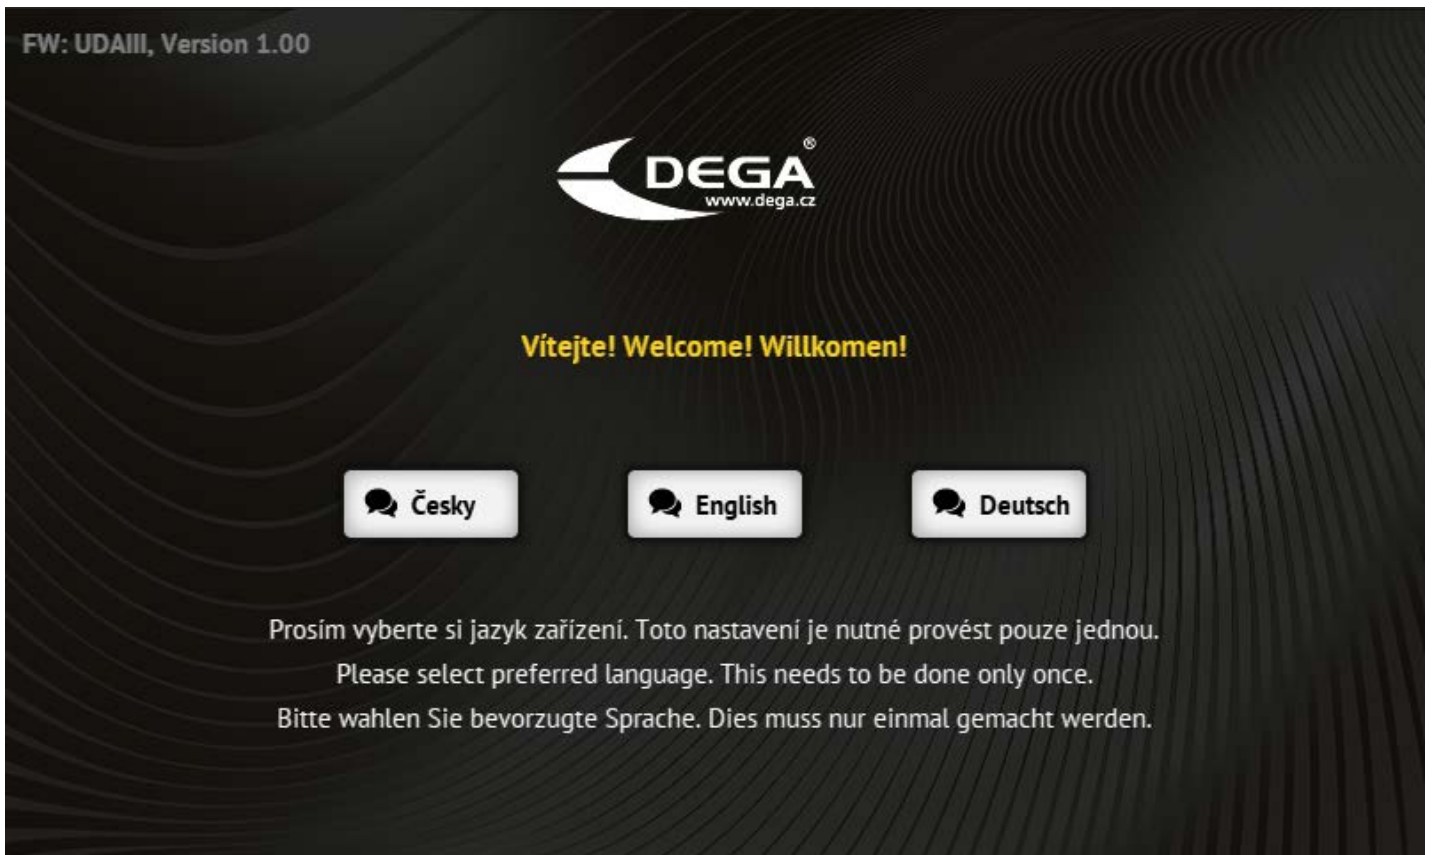 FW: UDAIII, Version 1.00
DEGA®
www.dega.cz
Vítejte! Welcome! Willkomen!
Česky
English
Deutsch
Prosím vyberte si jazyk zařízení. Toto nastavení je nutné provést pouze jednou.
Please select preferred language. This needs to be done only once.
Bitte wahlen Sie bevorzugte Sprache. Dies muss nur einmal gemacht werden.